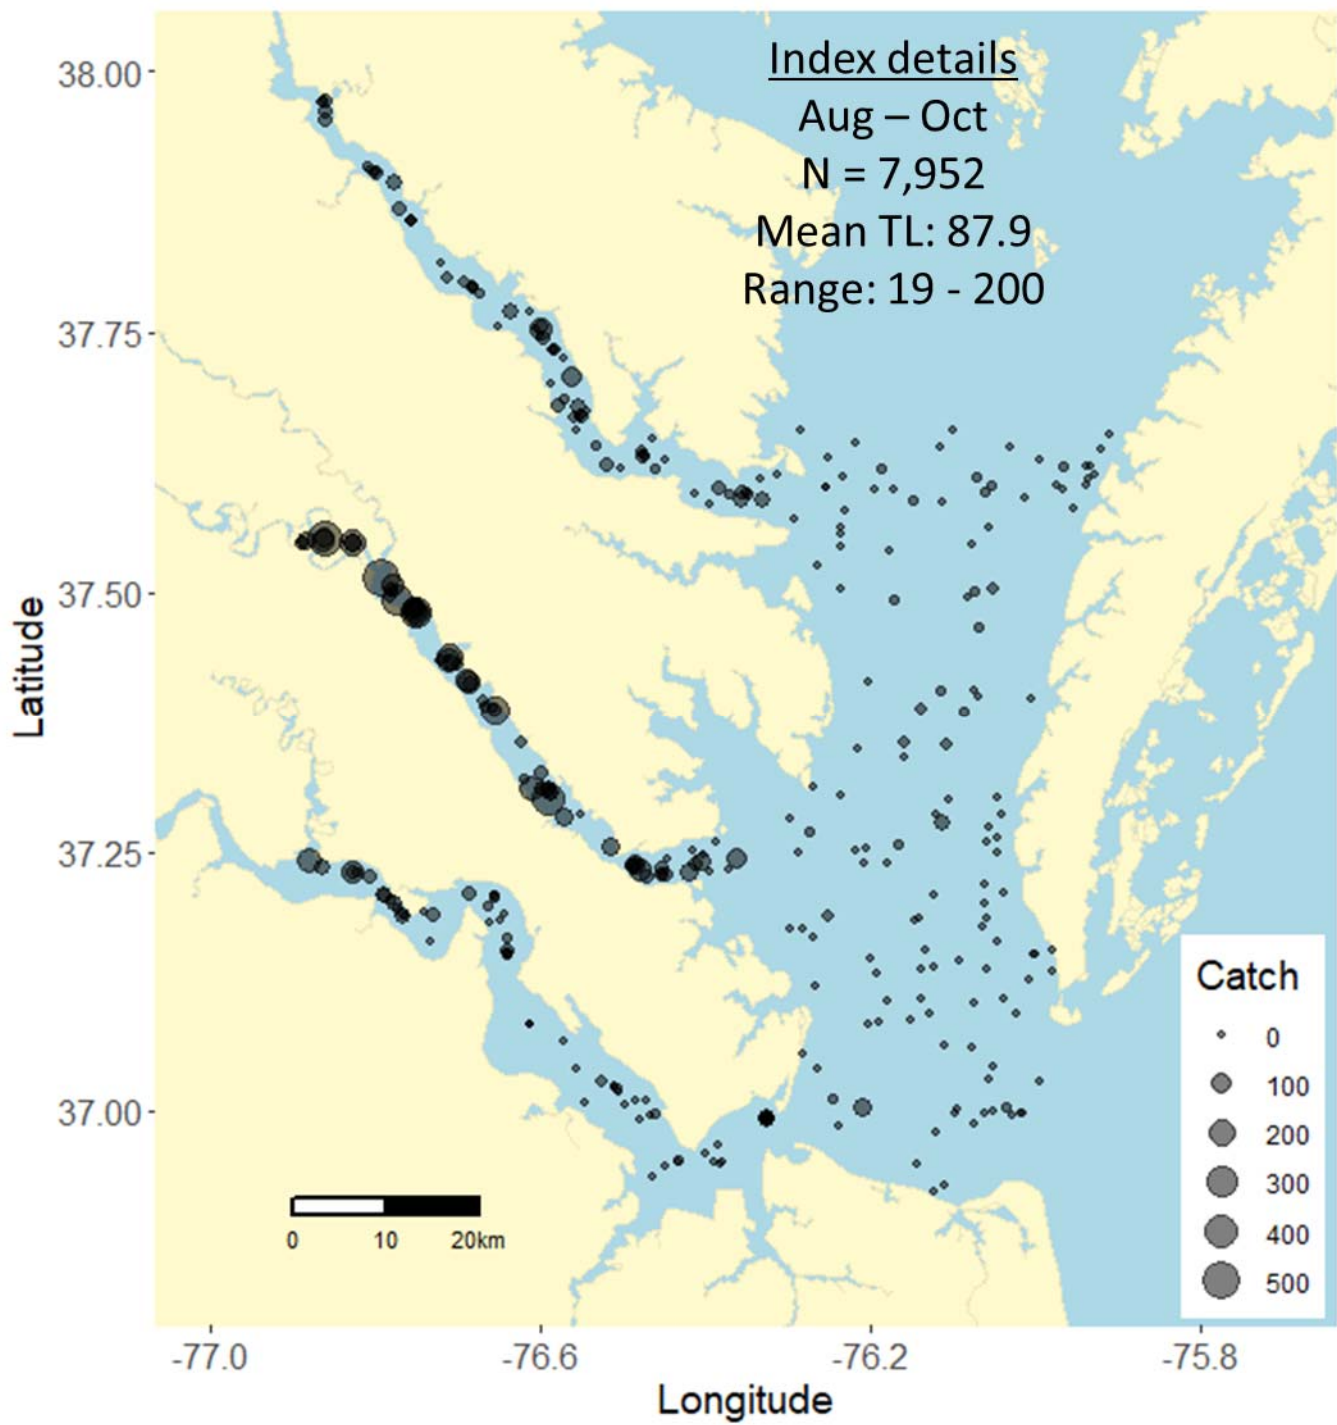 Index details
Aug – Oct
N = 7,952
Mean TL: 87.9
Range: 19 - 200
38.00
37.75
37.50
37.25
37.00
Latitude
Catch
0
100
200
300
400
500
0 10 20km
-77.0 -76.6 -76.2 -75.8
Longitude